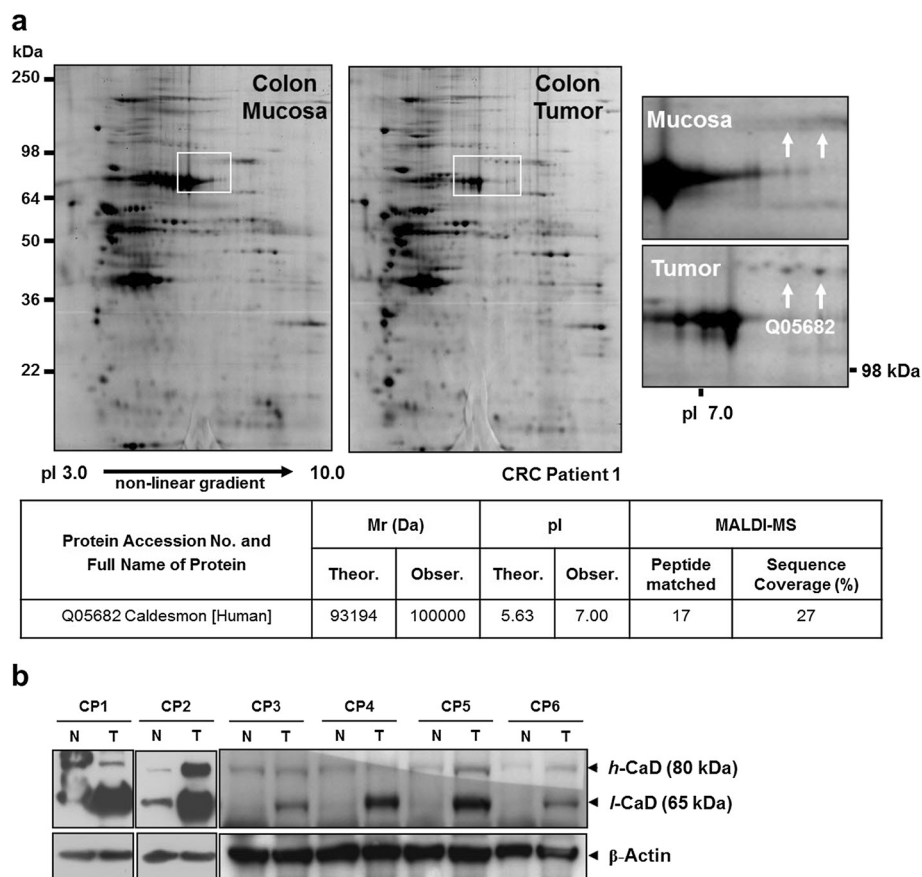 a
kDa
250
98
64
50
36
22
Colon
Mucosa
Colon
Tumor
Mucosa
Tumor
Q05682
98 kDa
pI 7.0
pI 3.0
non-linear gradient
10.0
CRC Patient 1
Protein Accession No. and
Full Name of Protein
Mr (Da)
pI
MALDI-MS
Theor.
Obser.
Theor.
Obser.
Peptide
matched
Sequence
Coverage (%)
Q05682 Caldesmon [Human]
93194
100000
5.63
7.00
17
27
b
CP1
CP2
CP3
CP4
CP5
CP6
N T N T N T N T N T N T
h-CaD (80 kDa)
l-CaD (65 kDa)
β-Actin